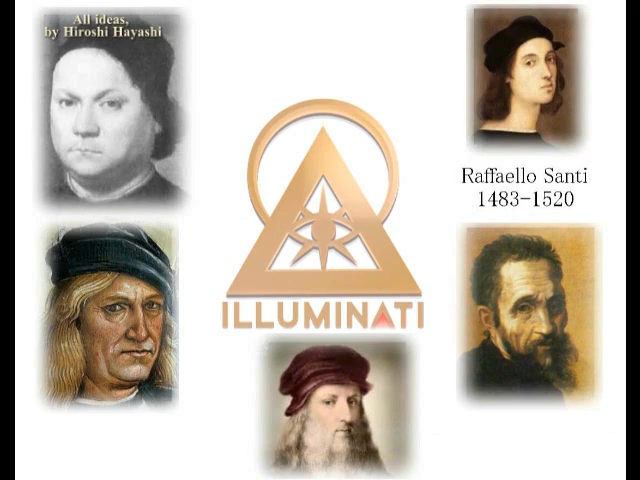 All ideas,
by Hiroshi Hayashi
Raffaello Santi
1483-1520
ILLUMINATI